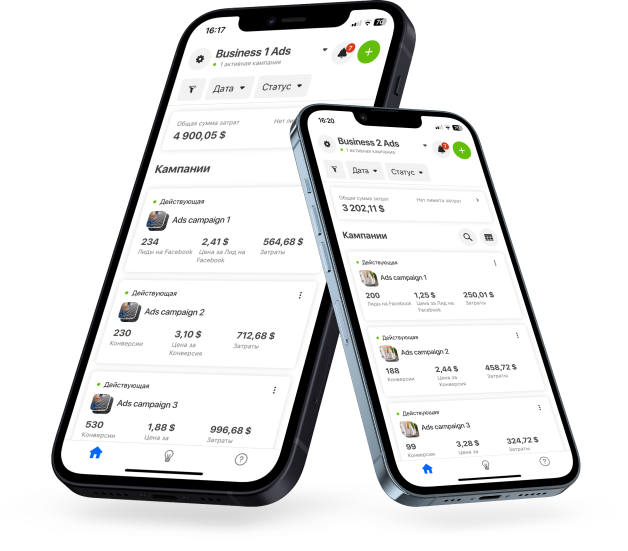 16:17
70
Business 1 Ads
1 активная кампания
7
Дата
Статус
Общая сумма затрат
Нет ли
4 900,05 $
Кампании
Действующая
Ads campaign 1
234
2,41 $
564,68 $
Лиды на Facebook
Цена за Лид на
Затраты
Facebook
Действующая
Ads campaign 2
230
3,10 $
712,68 $
Конверсии
Цена за
Затраты
Конверсия
Действующая
Ads campaign 3
530
1,88 $
996,68 $
Конверсии
Цена за
Затраты
16:20
70
Business 2 Ads
1 активная кампания
Дата
Статус
Общая сумма затрат
Нет лимита затрат
3 202,11 $
Кампании
Действующая
Ads campaign 1
200
1,25 $
250,01 $
Лиды на Facebook
Цена за Лид на
Затраты
Facebook
Действующая
Ads campaign 2
188
2,44 $
458,72 $
Конверсии
Цена за
Затраты
Конверсия
Действующая
Ads campaign 3
99
3,28 $
324,72 $
Конверсии
Цена за
Затраты